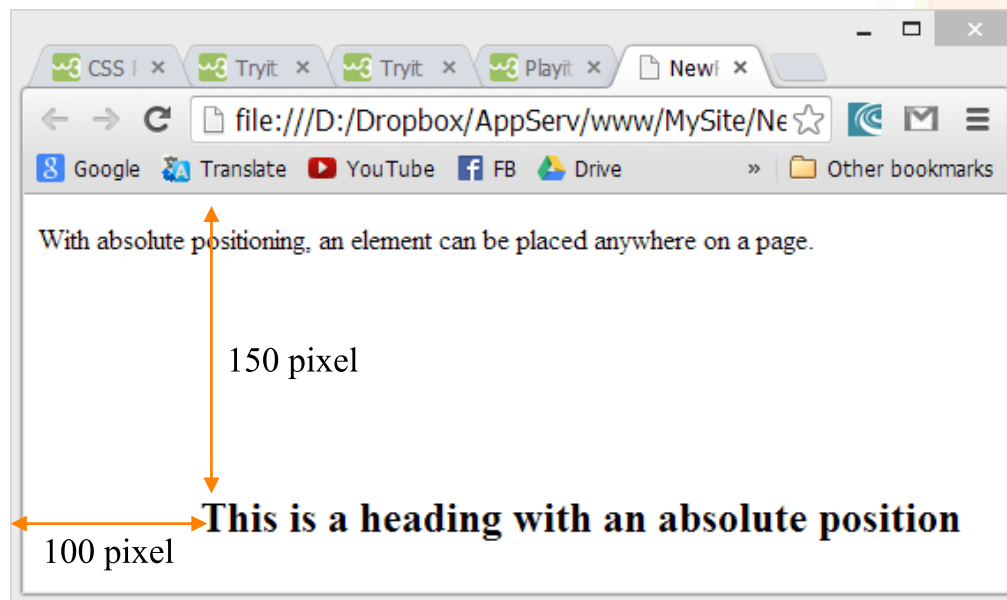 CSS Tryit Tryit Playit New
file:///D:/Dropbox/AppServ/www/MySite/Ne
Google Translate YouTube FB Drive » Other bookmarks
With absolute positioning, an element can be placed anywhere on a page.
150 pixel
This is a heading with an absolute position
100 pixel